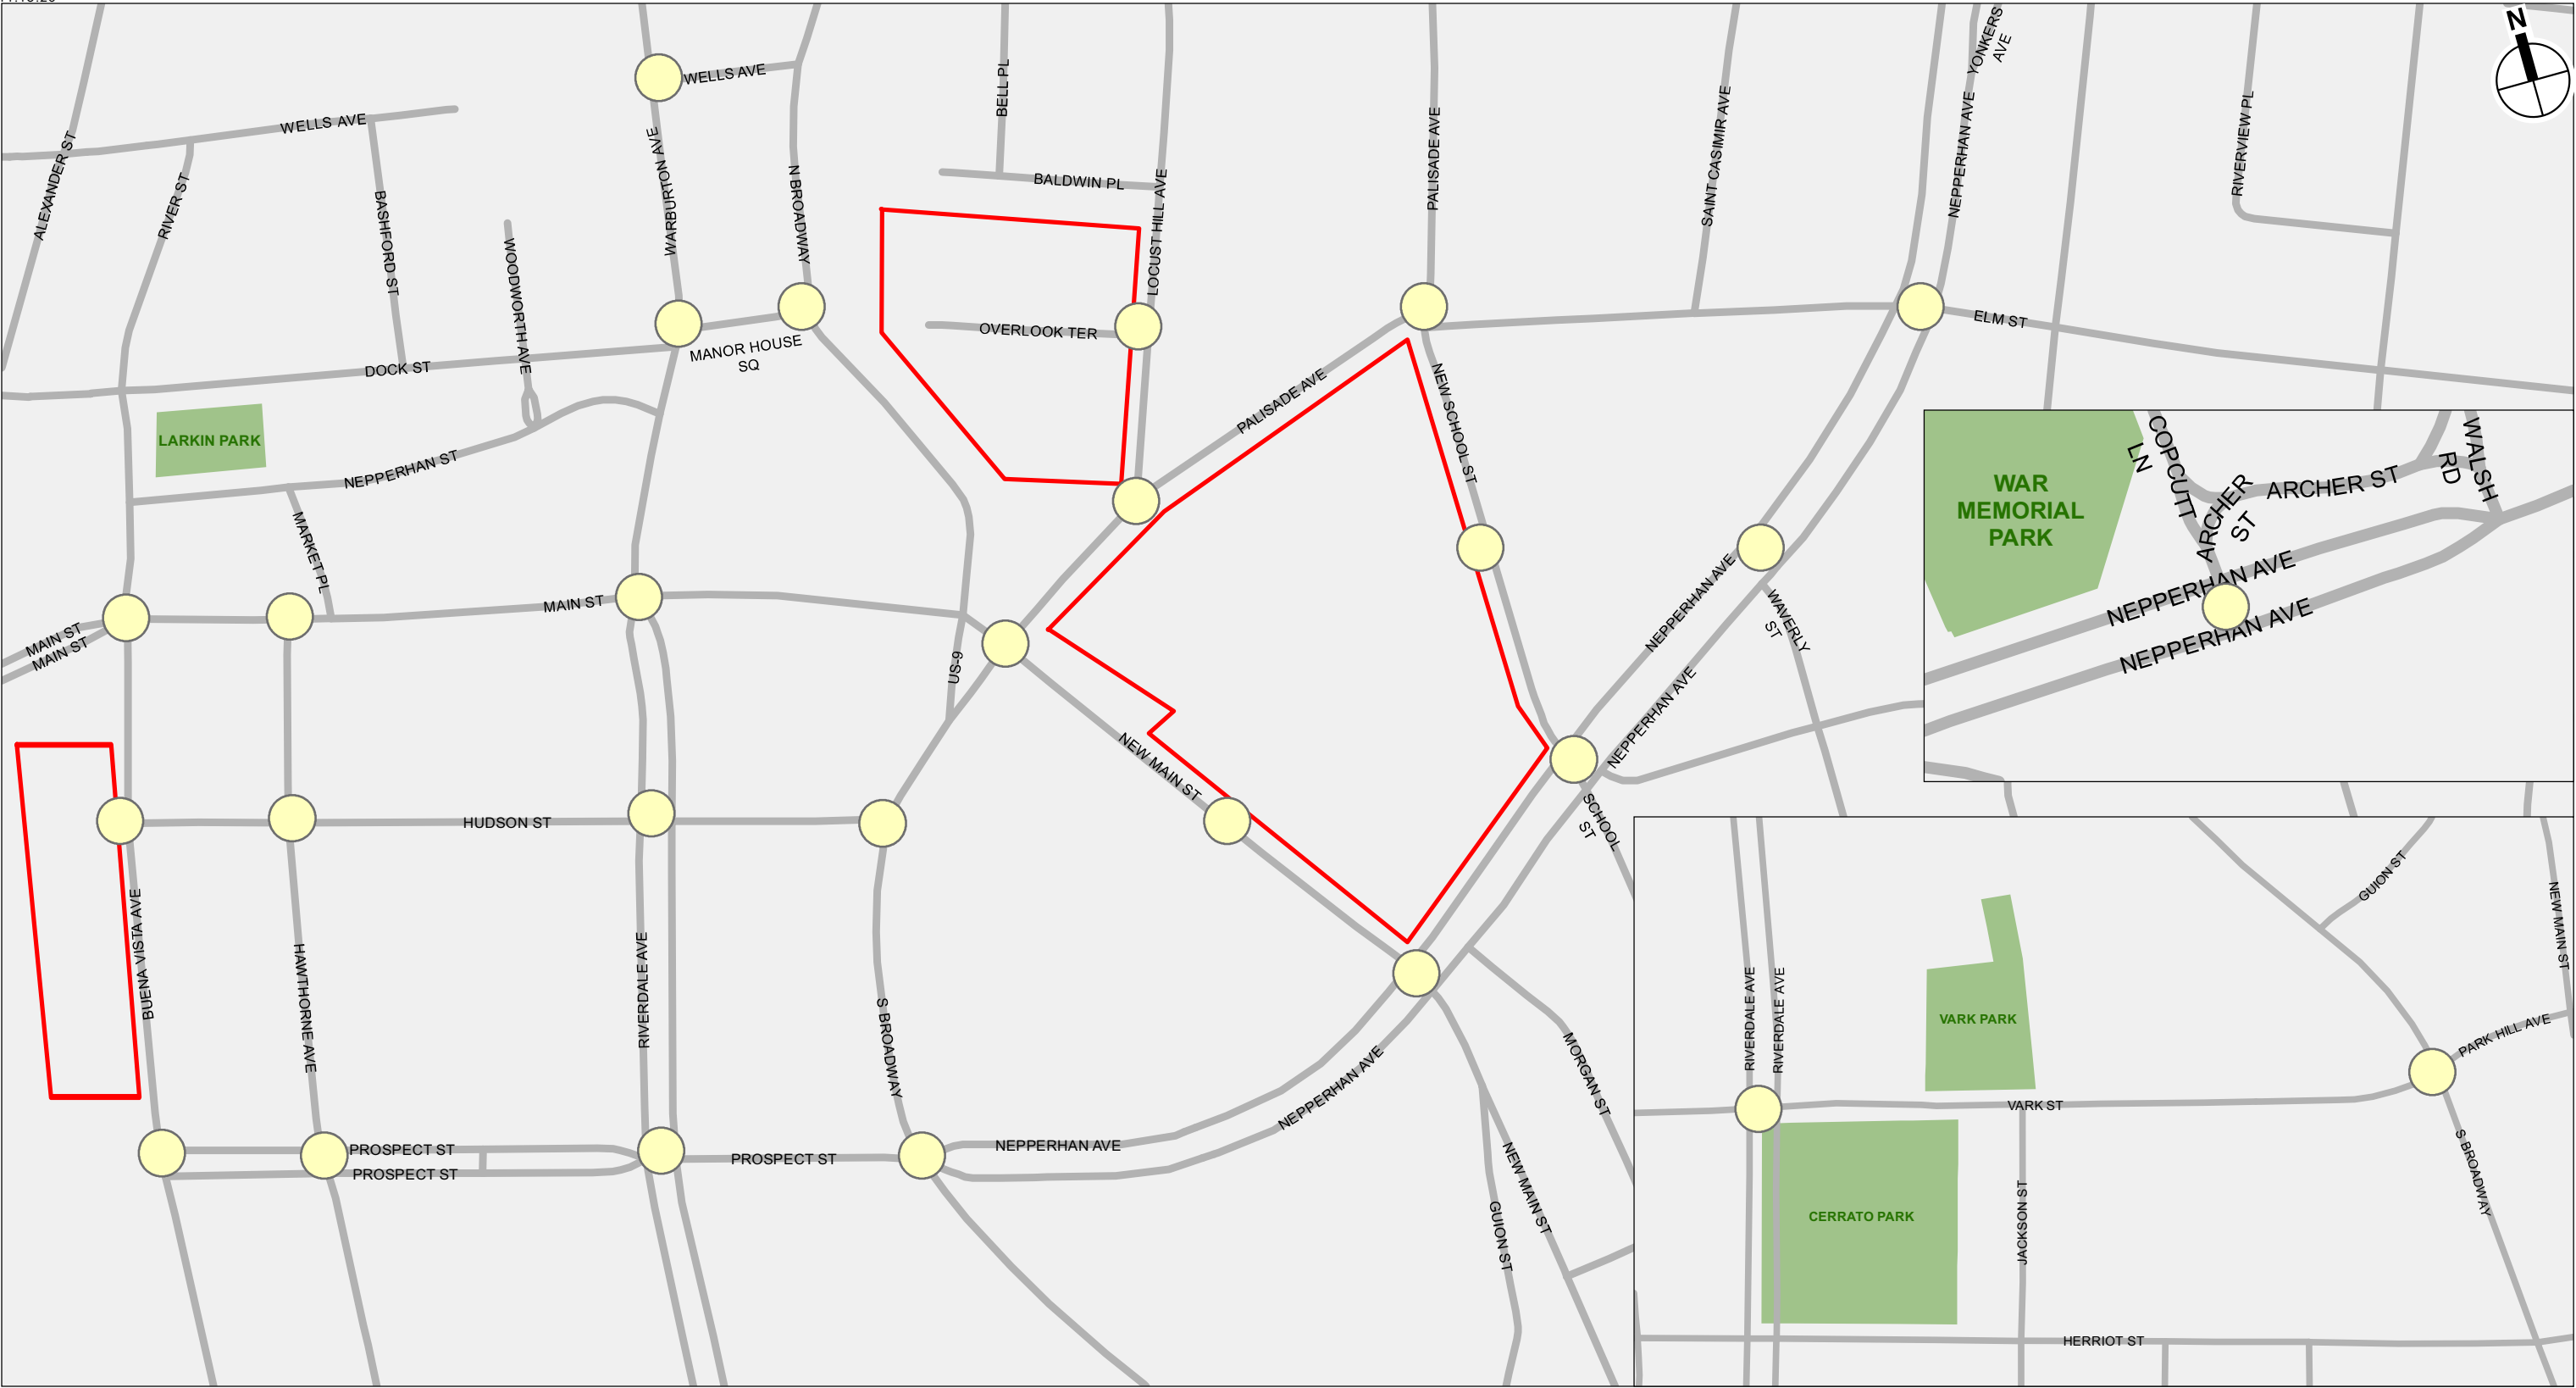 N
YONKERS
AVE
WELLS AVE
BELL PL
WELLS AVE
ALEXANDER ST
RIVER ST
BASHFORD ST
WOODWORTH AVE
WARBURTON AVE
N BROADWAY
BALDWIN PL
LOCUST HILL AVE
PALISADE AVE
SAINT CASIMIR AVE
NEPPERHAN AVE
RIVERVIEW PL
OVERLOOK TER
ELM ST
MANOR HOUSE
SQ
DOCK ST
PALISADE AVE
NEW SCHOOL ST
LARKIN PARK
NEPPERHAN ST
MARKET PL
COPCUTT
LN
WALSH
RD
WAR
MEMORIAL
PARK
ARCHER ST
ARCHER
ST
NEPPERHAN AVE
NEPPERHAN AVE
MAIN ST
MAIN ST
MAIN ST
US-9
NEPPERHAN AVE
WAVERLY
ST
NEPPERHAN AVE
NEW MAIN ST
SCHOOL
ST
HUDSON ST
BUENA VISTA AVE
HAWTHORNE AVE
RIVERDALE AVE
S BROADWAY
GUION ST
NEW MAIN ST
RIVERDALE AVE
RIVERDALE AVE
VARK PARK
PARK HILL AVE
MORGAN ST
NEPPERHAN AVE
VARK ST
PROSPECT ST
PROSPECT ST
PROSPECT ST
NEPPERHAN AVE
NEW MAIN ST
GUION ST
CERRATO PARK
JACKSON ST
S BROADWAY
HERRIOT ST